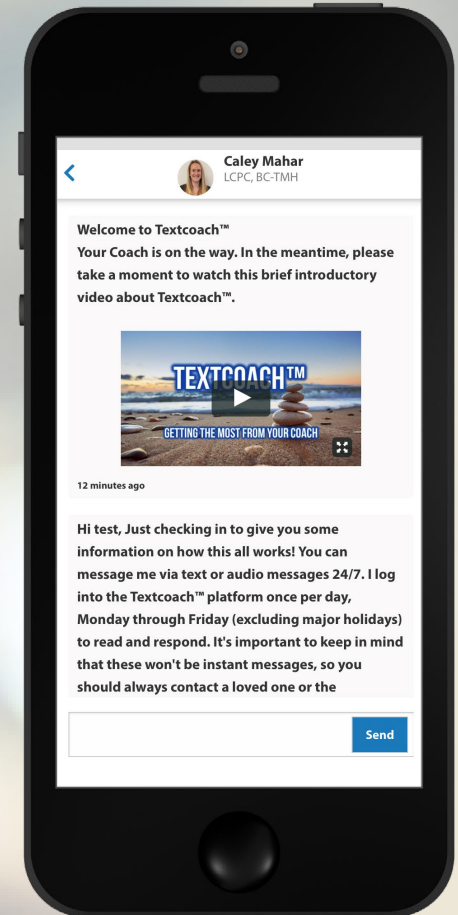 Caley Mahar
LCPC, BC-TMH
Welcome to Textcoach™
Your Coach is on the way. In the meantime, please
take a moment to watch this brief introductory
video about Textcoach™.
TEXTCOACH™
GETTING THE MOST FROM YOUR COACH
12 minutes ago
Hi test, Just checking in to give you some
information on how this all works! You can
message me via text or audio messages 24/7. I log
into the Textcoach™ platform once per day,
Monday through Friday (excluding major holidays)
to read and respond. It's important to keep in mind
that these won't be instant messages, so you
should always contact a loved one or the
Send